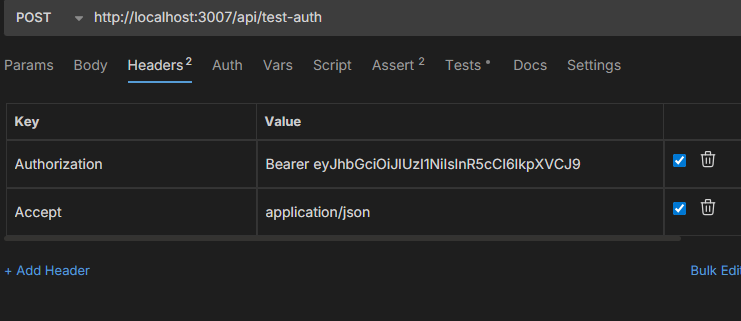 POST http://localhost:3007/api/test-auth
Params Body Headers 2 Auth Vars Script Assert 2 Tests • Docs Settings
Key Value
Authorization Bearer eyJhbGciOiJIUzI1NiIsInR5cCI6IkpXVCJ9
Accept application/json
+ Add Header Bulk Edit